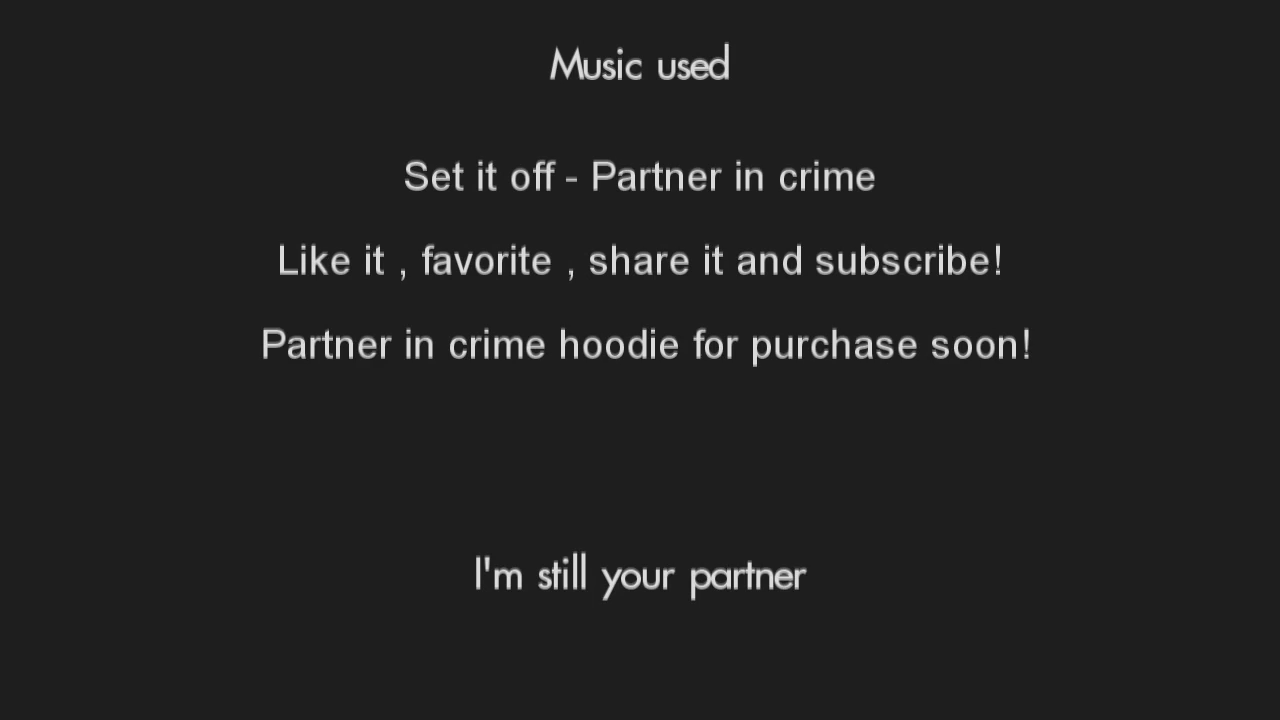 Music used
Set it off - Partner in crime
Like it , favorite , share it and subscribe!
Partner in crime hoodie for purchase soon!
I'm still your partner